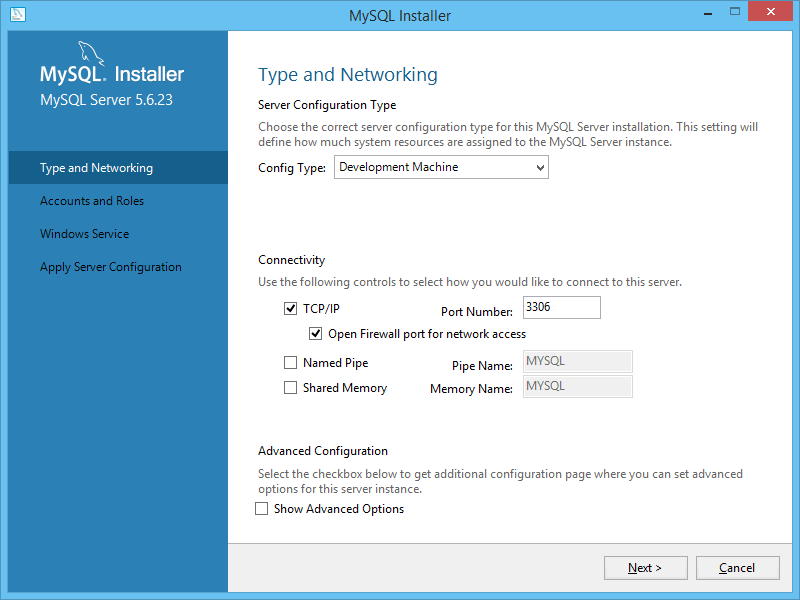 MySQL Installer
MySQL. Installer
MySQL Server 5.6.23
Type and Networking
Accounts and Roles
Windows Service
Apply Server Configuration
Type and Networking
Server Configuration Type
Choose the correct server configuration type for this MySQL Server installation. This setting will
define how much system resources are assigned to the MySQL Server instance.
Config Type: Development Machine
Connectivity
Use the following controls to select how you would like to connect to this server.
TCP/IP Port Number: 3306
Open Firewall port for network access
Named Pipe Pipe Name: MYSQL
Shared Memory Memory Name: MYSQL
Advanced Configuration
Select the checkbox below to get additional configuration page where you can set advanced
options for this server instance.
Show Advanced Options
Next > Cancel